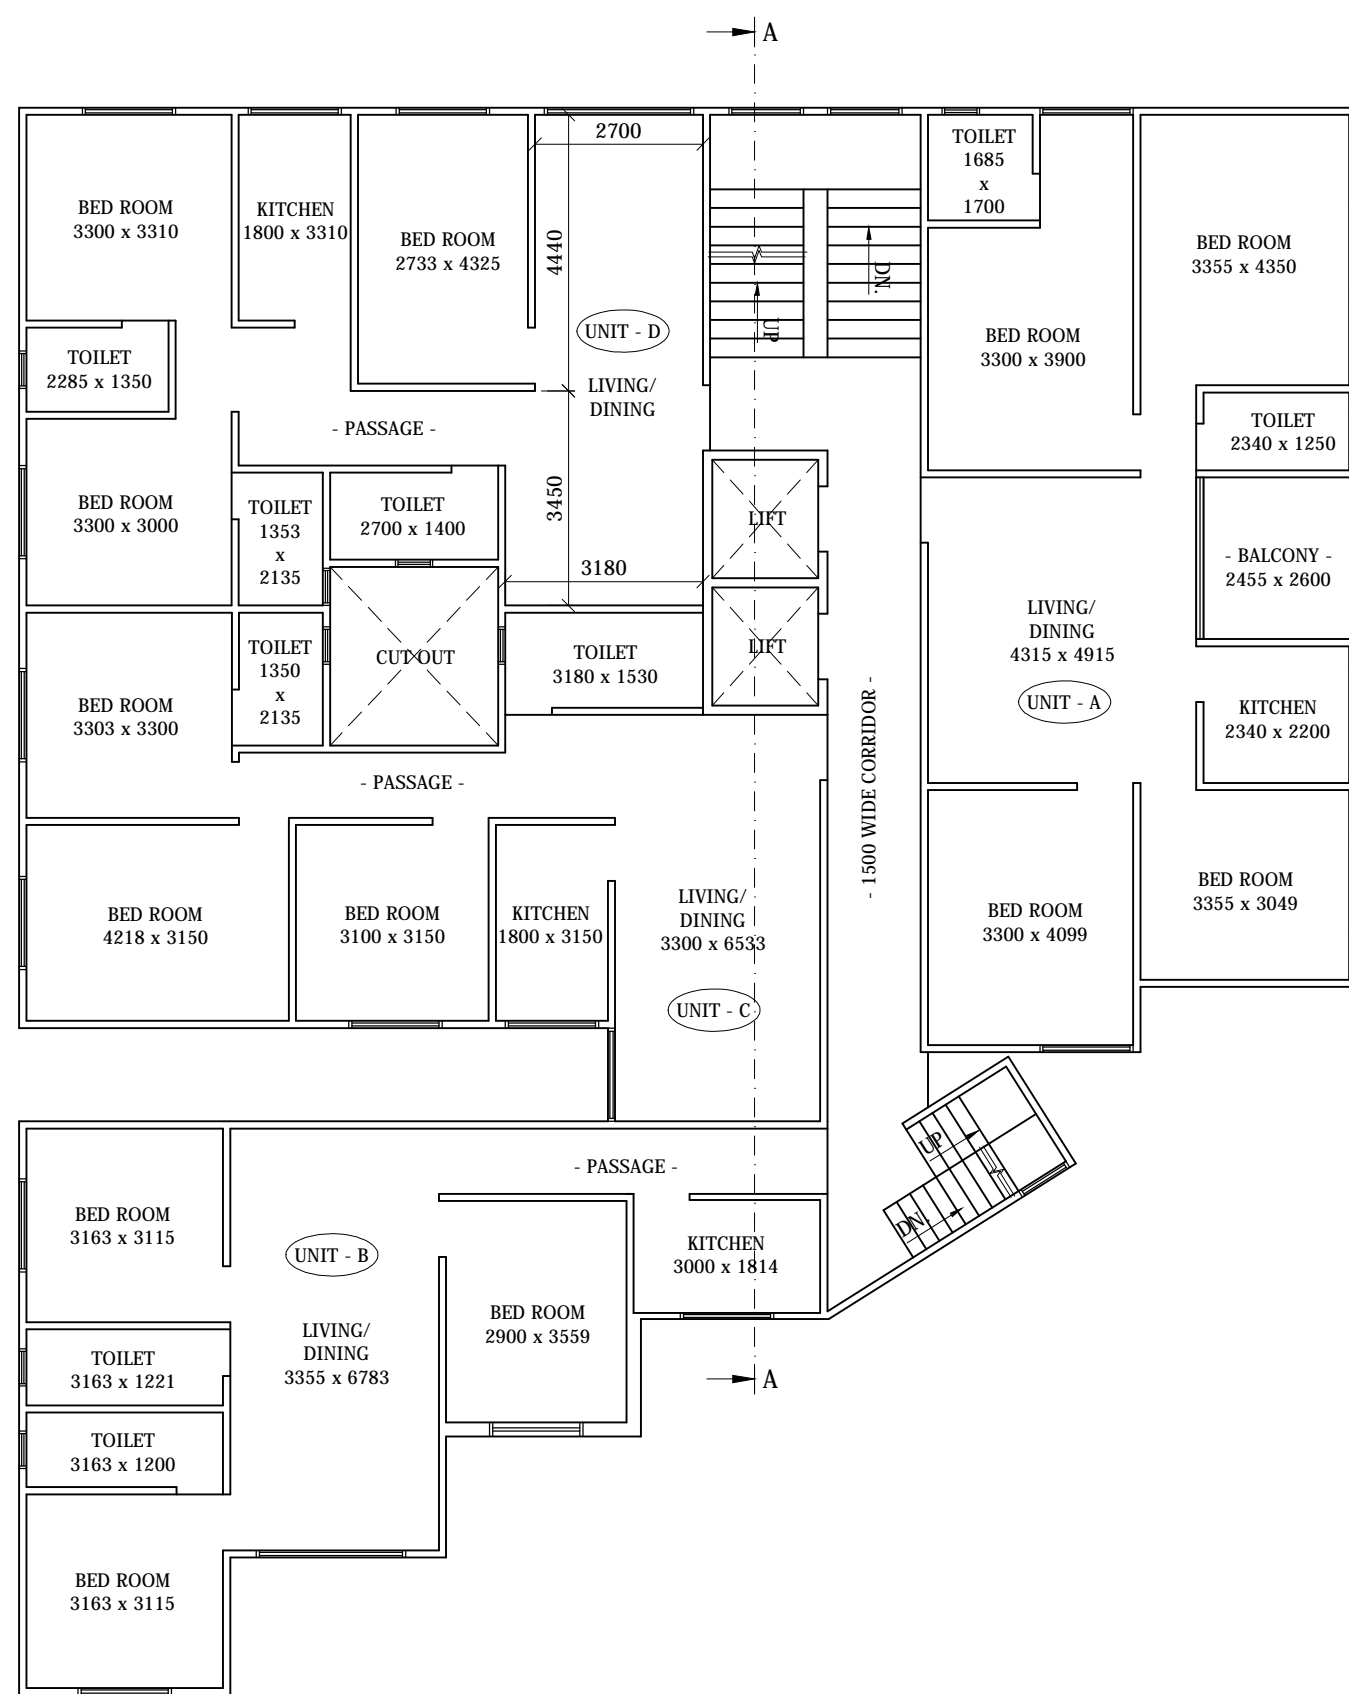 A
2700
TOILET
1685
x
1700
BED ROOM
3300 x 3310
KITCHEN
1800 x 3310
BED ROOM
2733 x 4325
4440
UNIT - D
LIVING/
DINING
UP
DN.
BED ROOM
3300 x 3900
BED ROOM
3355 x 4350
TOILET
2285 x 1350
- PASSAGE -
TOILET
2340 x 1250
BED ROOM
3300 x 3000
TOILET
1353
x
2135
TOILET
2700 x 1400
3450
3180
LIFT
- BALCONY -
2455 x 2600
LIVING/
DINING
4315 x 4915
UNIT - A
BED ROOM
3303 x 3300
TOILET
1350
x
2135
CUT OUT
TOILET
3180 x 1530
LIFT
KITCHEN
2340 x 2200
- PASSAGE -
- 1500 WIDE CORRIDOR -
BED ROOM
4218 x 3150
BED ROOM
3100 x 3150
KITCHEN
1800 x 3150
LIVING/
DINING
3300 x 6533
UNIT - C
BED ROOM
3300 x 4099
BED ROOM
3355 x 3049
UP
DN.
- PASSAGE -
BED ROOM
3163 x 3115
UNIT - B
LIVING/
DINING
3355 x 6783
BED ROOM
2900 x 3559
KITCHEN
3000 x 1814
TOILET
3163 x 1221
A
TOILET
3163 x 1200
BED ROOM
3163 x 3115